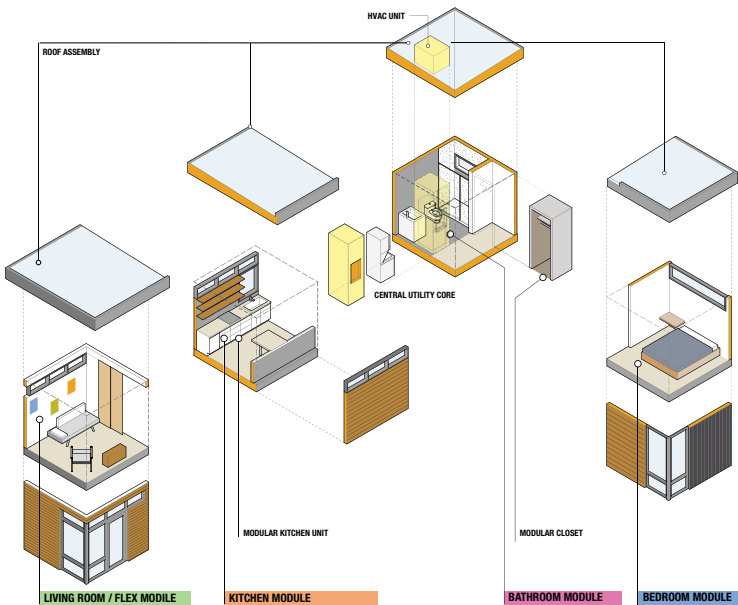 HVAC UNIT
ROOF ASSEMBLY
CENTRAL UTILITY CORE
MODULAR KITCHEN UNIT
MODULAR CLOSET
LIVING ROOM / FLEX MODILE
KITCHEN MODULE
BATHROOM MODULE
BEDROOM MODULE